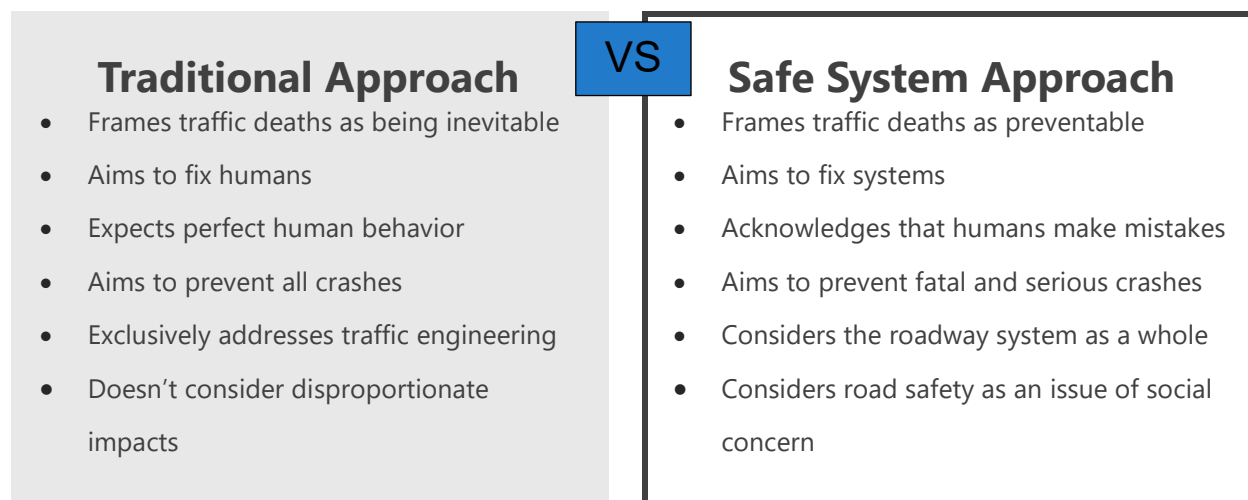 Traditional Approach
• Frames traffic deaths as being inevitable
• Aims to fix humans
• Expects perfect human behavior
• Aims to prevent all crashes
• Exclusively addresses traffic engineering
• Doesn’t consider disproportionate
impacts
VS
Safe System Approach
• Frames traffic deaths as preventable
• Aims to fix systems
• Acknowledges that humans make mistakes
• Aims to prevent fatal and serious crashes
• Considers the roadway system as a whole
• Considers road safety as an issue of social
concern